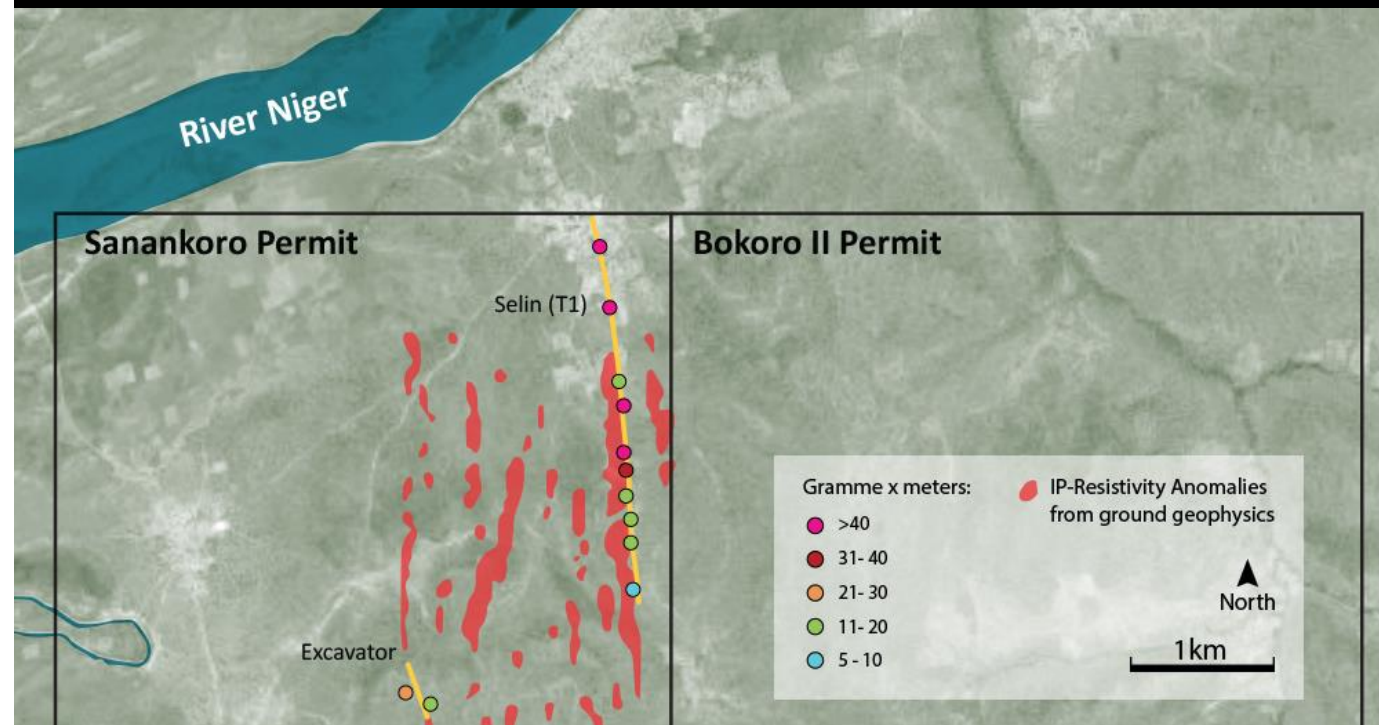 River Niger
Sanankoro Permit
Bokoro II Permit
Selin (T1)
Gramme x meters:
>40
31- 40
21- 30
11- 20
5 - 10
IP-Resistivity Anomalies
from ground geophysics
North
1km
Excavator